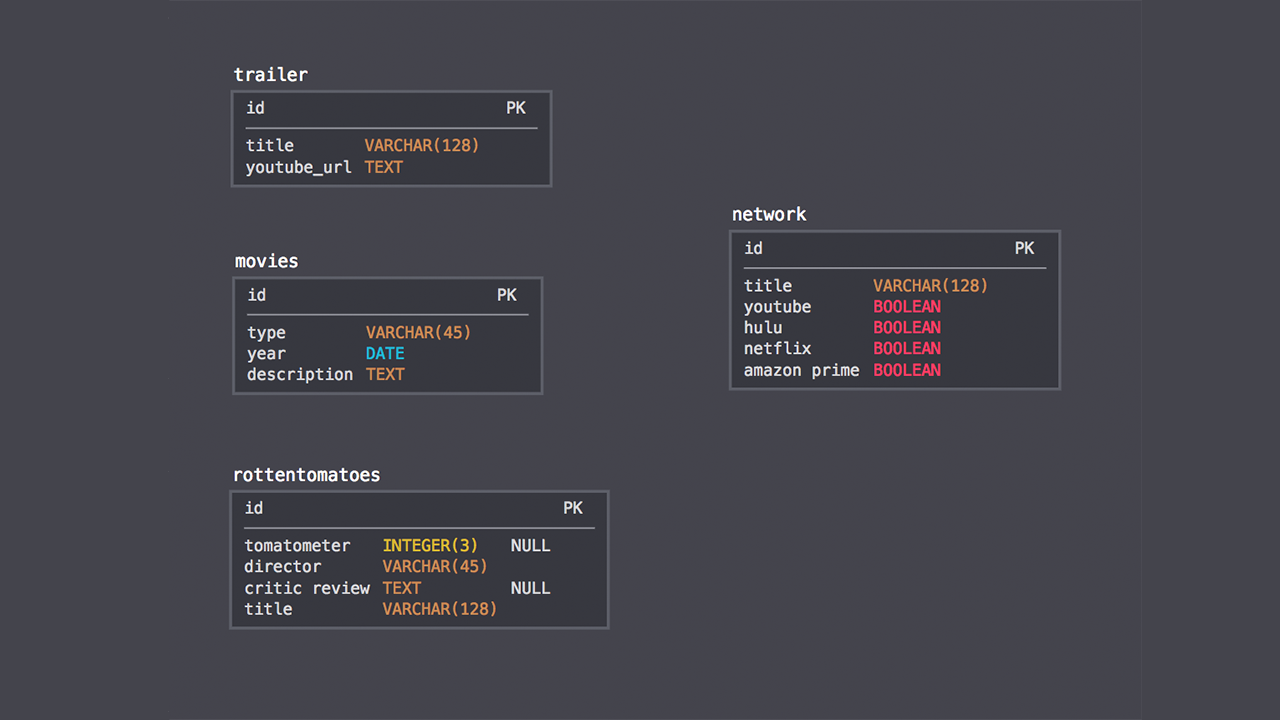 trailer
id PK
title VARCHAR(128)
youtube_url TEXT
movies
id PK
type VARCHAR(45)
year DATE
description TEXT
rottentomatoes
id PK
tomatometer INTEGER(3) NULL
director VARCHAR(45)
critic review TEXT NULL
title VARCHAR(128)
network
id PK
title VARCHAR(128)
youtube BOOLEAN
hulu BOOLEAN
netflix BOOLEAN
amazon prime BOOLEAN